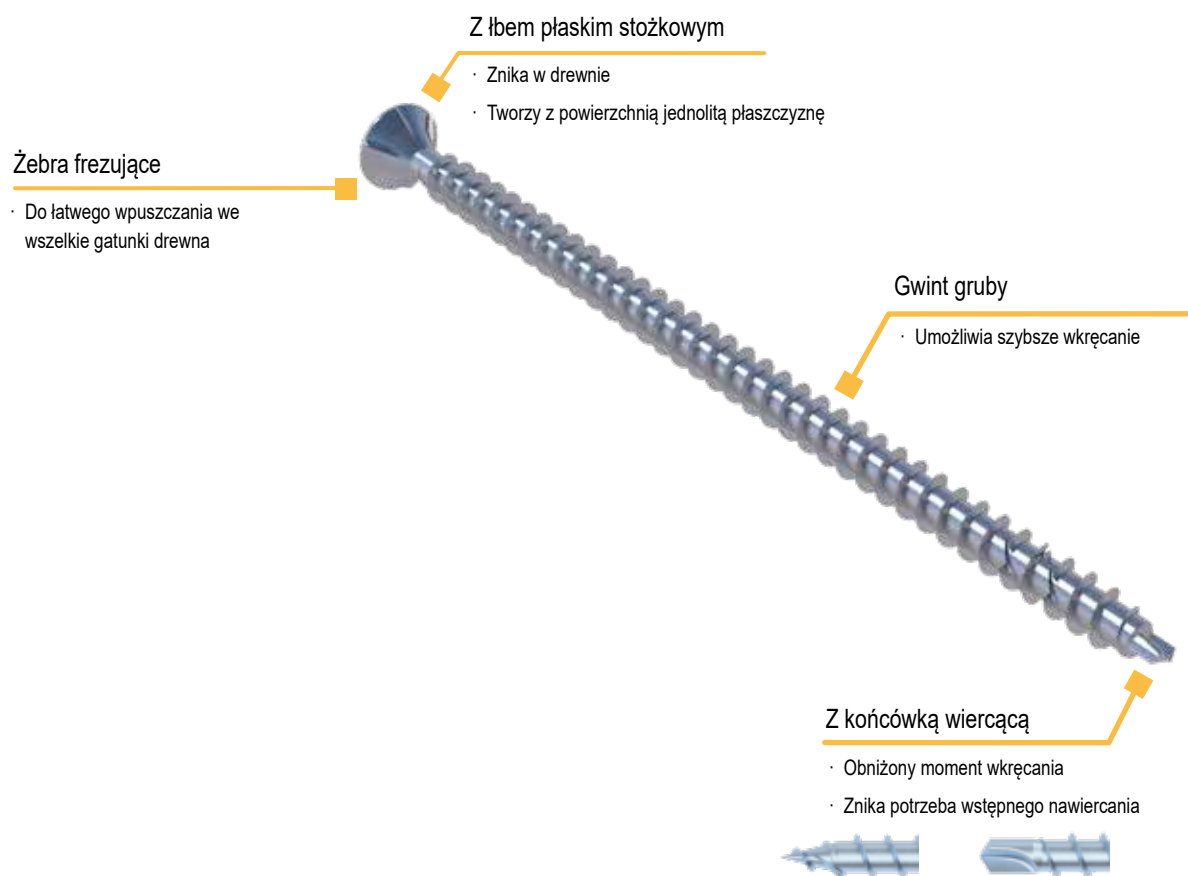 Z łbem płaskim stożkowym
· Znika w drewnie
· Tworzy z powierzchnią jednolitą płaszczyznę
Żebra frezujące
· Do łatwego wpuszczania we
wszelkie gatunki drewna
Gwint gruby
· Umożliwia szybsze wkręcanie
Z końcówką wiercącą
· Obniżony moment wkręcania
· Znika potrzeba wstępnego nawiercania